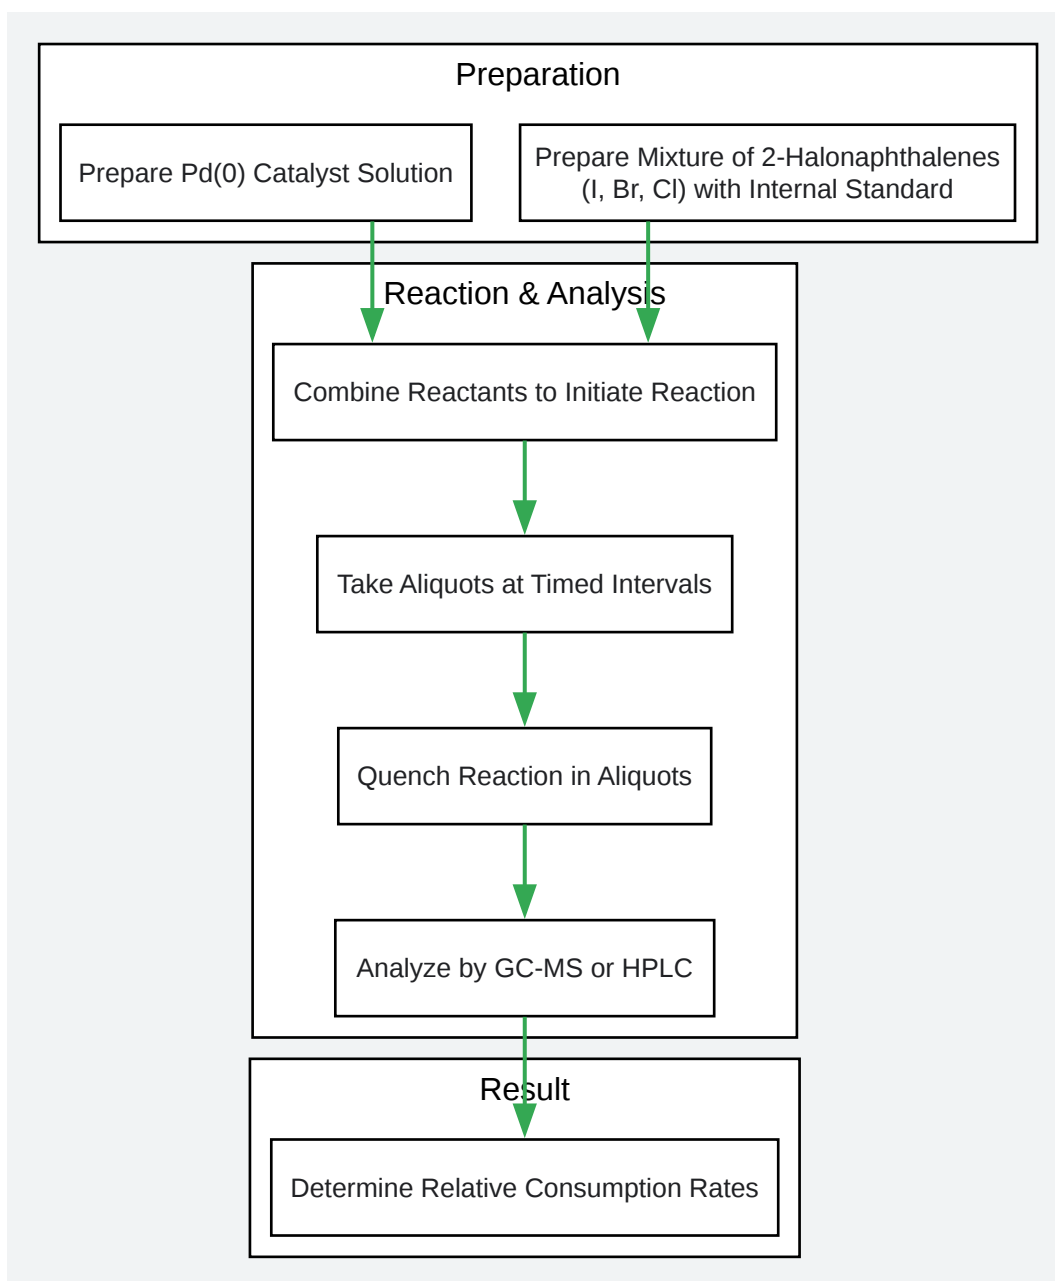 Preparation
Prepare Pd(0) Catalyst Solution
Prepare Mixture of 2-Halonaphthalenes
(I, Br, Cl) with Internal Standard
Reaction & Analysis
Combine Reactants to Initiate Reaction
Take Aliquots at Timed Intervals
Quench Reaction in Aliquots
Analyze by GC-MS or HPLC
Result
Determine Relative Consumption Rates